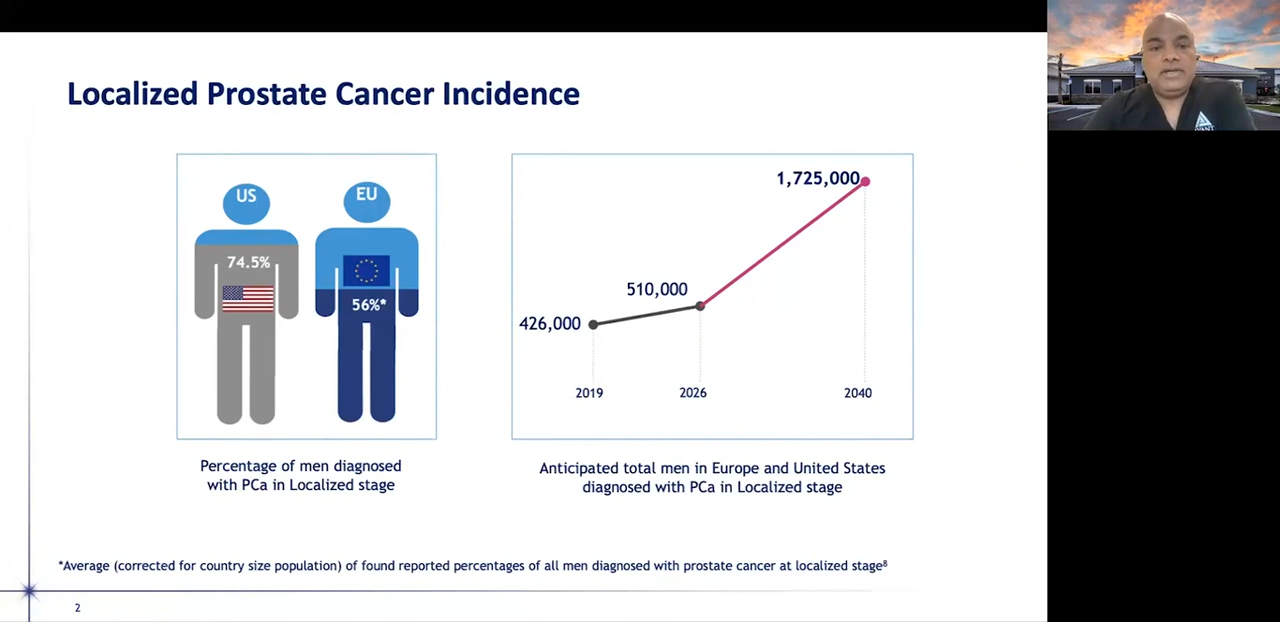 Localized Prostate Cancer Incidence
US
EU
74.5%
56%*
Percentage of men diagnosed
with PCa in Localized stage
1,725,000
510,000
426,000
2019
2026
2040
Anticipated total men in Europe and United States
diagnosed with PCa in Localized stage
*Average (corrected for country size population) of found reported percentages of all men diagnosed with prostate cancer at localized stage⁸
2